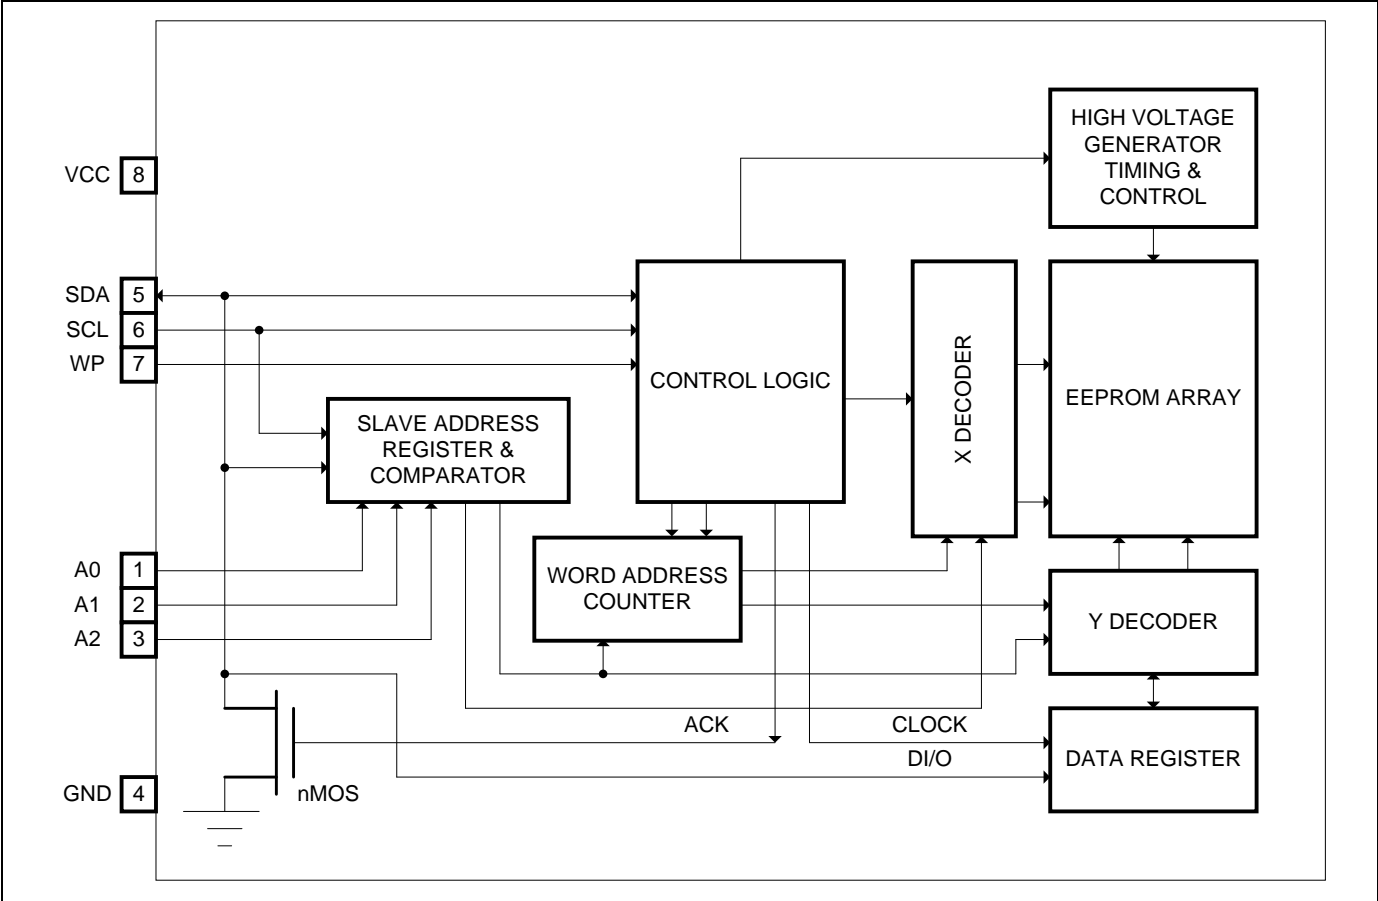 HIGH VOLTAGE
GENERATOR
TIMING &
CONTROL
VCC 8
SDA 5
SCL 6
WP 7
CONTROL LOGIC
X DECODER
EEPROM ARRAY
SLAVE ADDRESS
REGISTER &
COMPARATOR
A0 1
A1 2
A2 3
WORD ADDRESS
COUNTER
Y DECODER
ACK
CLOCK
DI/O
DATA REGISTER
GND 4
nMOS